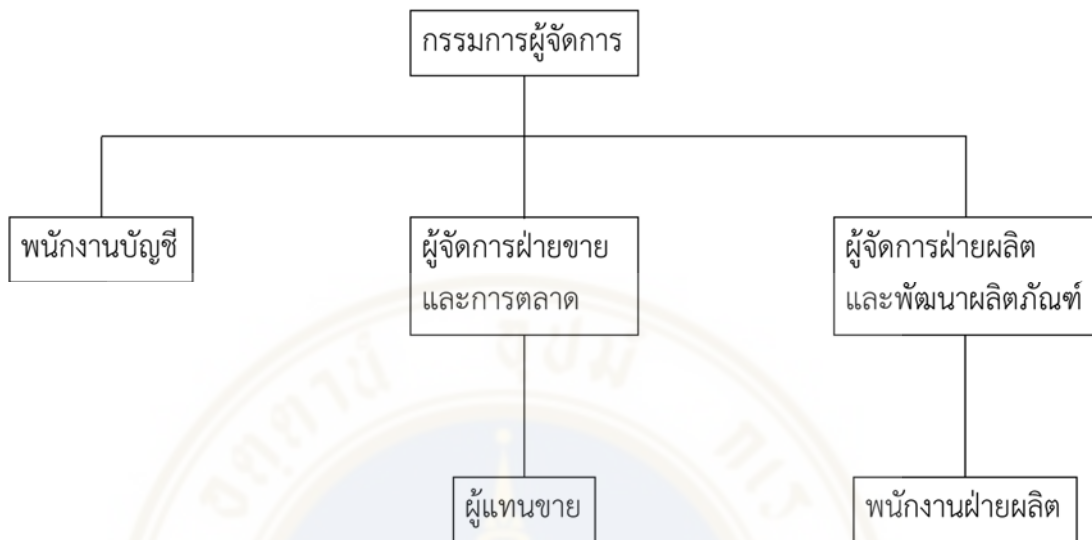 กรรมการผู้จัดการ
พนักงานบัญชี
ผู้จัดการฝ่ายขาย
และการตลาด
ผู้จัดการฝ่ายผลิต
และพัฒนาผลิตภัณฑ์
ผู้แทนขาย
พนักงานฝ่ายผลิต